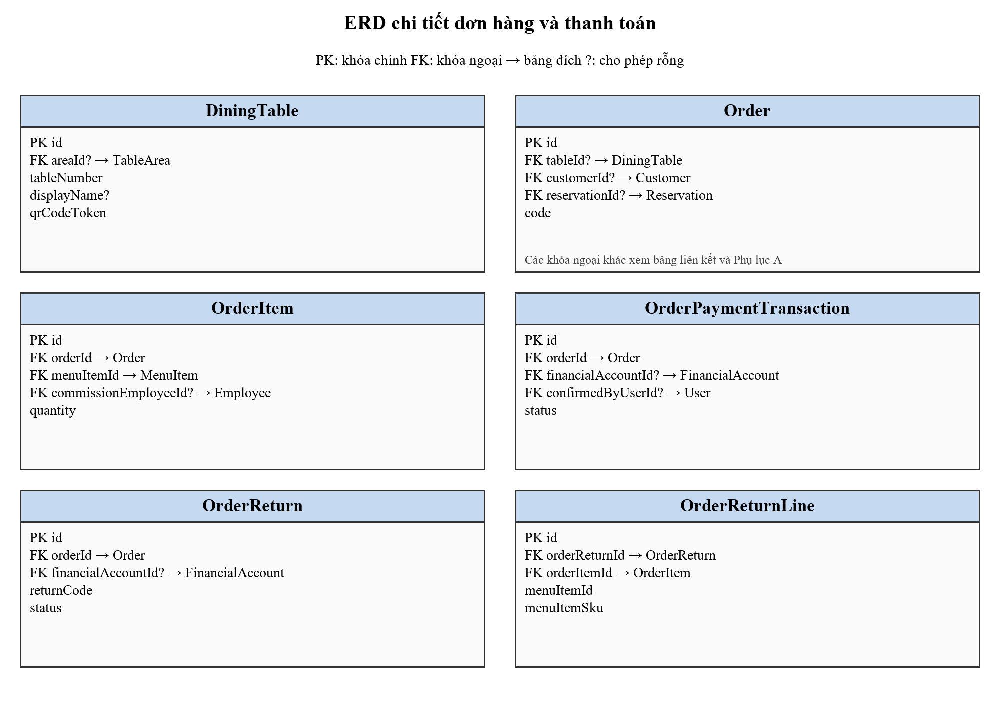 ERD chi tiết đơn hàng và thanh toán
PK: khóa chính FK: khóa ngoại → bảng đích ?: cho phép rỗng
DiningTable
PK id
FK areaId? → TableArea
tableNumber
displayName?
qrCodeToken
Order
PK id
FK tableId? → DiningTable
FK customerId? → Customer
FK reservationId? → Reservation
code
Các khóa ngoại khác xem bảng liên kết và Phụ lục A
OrderItem
PK id
FK orderId → Order
FK menuItemId → MenuItem
FK commissionEmployeeId? → Employee
quantity
OrderPaymentTransaction
PK id
FK orderId → Order
FK financialAccountId? → FinancialAccount
FK confirmedByUserId? → User
status
OrderReturn
PK id
FK orderId → Order
FK financialAccountId? → FinancialAccount
returnCode
status
OrderReturnLine
PK id
FK orderReturnId → OrderReturn
FK orderItemId → OrderItem
menuItemId
menuItemSku